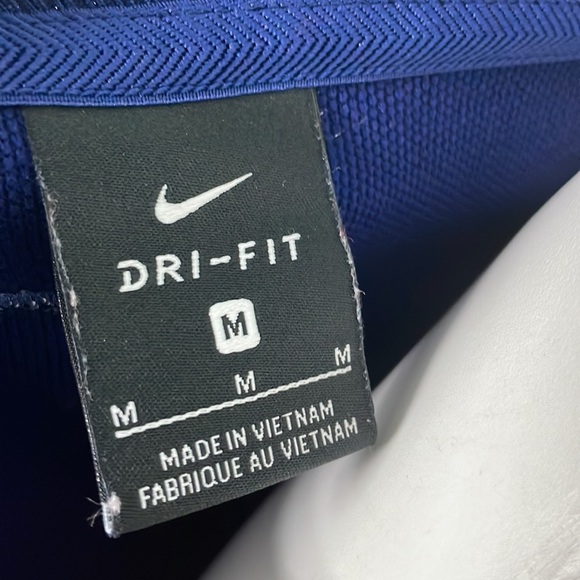 DRI-FIT
M
M M M
MADE IN VIETNAM
FABRIQUE AU VIETNAM